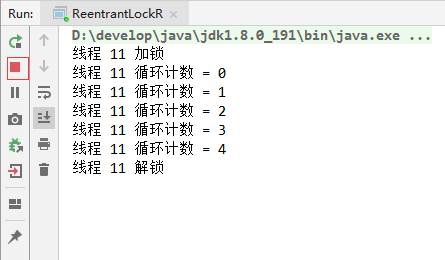 Run: ReentrantLockR ×
D:\develop\java\jdk1.8.0_191\bin\java.exe ...
线程 11 加锁
线程 11 循环计数 = 0
线程 11 循环计数 = 1
线程 11 循环计数 = 2
线程 11 循环计数 = 3
线程 11 循环计数 = 4
线程 11 解锁